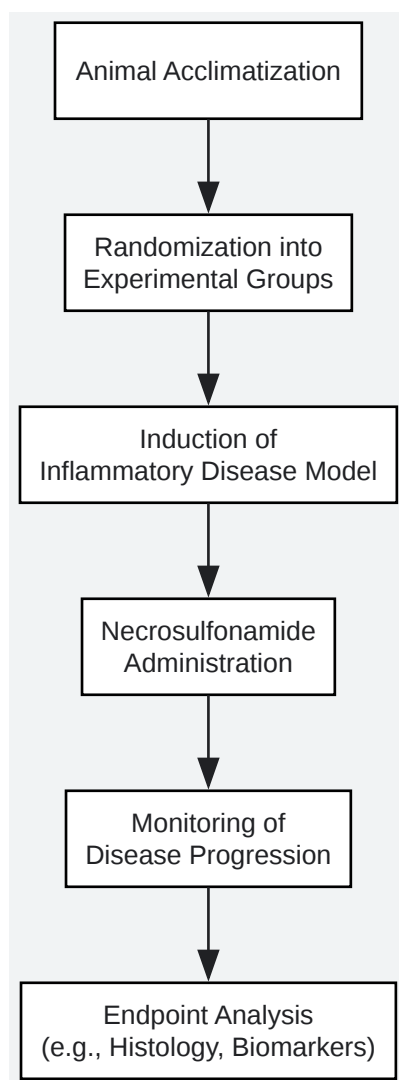 Animal Acclimatization
Randomization into
Experimental Groups
Induction of
Inflammatory Disease Model
Necrosulfonamide
Administration
Monitoring of
Disease Progression
Endpoint Analysis
(e.g., Histology, Biomarkers)